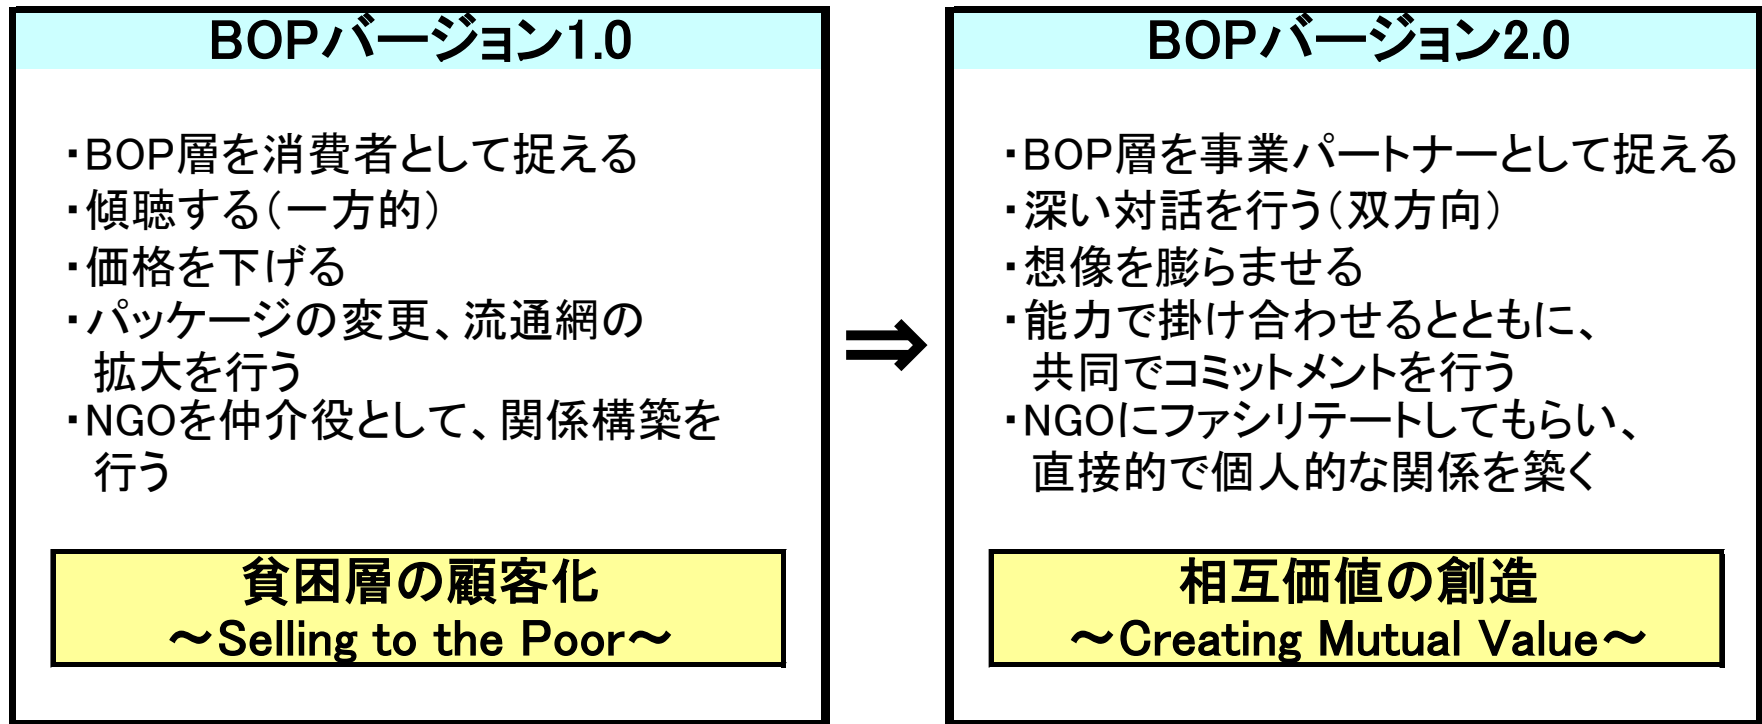 BOPバージョン1.0
・BOP層を消費者として捉える
・傾聴する（一方的）
・価格を下げる
・パッケージの変更、流通網の
拡大を行う
・NGOを仲介役として、関係構築を
行う
貧困層の顧客化
～Selling to the Poor～
⇒
BOPバージョン2.0
・BOP層を事業パートナーとして捉える
・深い対話を行う（双方向）
・想像を膨らませる
・能力で掛け合わせるとともに、
共同でコミットメントを行う
・NGOにファシリテートしてもらい、
直接的で個人的な関係を築く
相互価値の創造
～Creating Mutual Value～